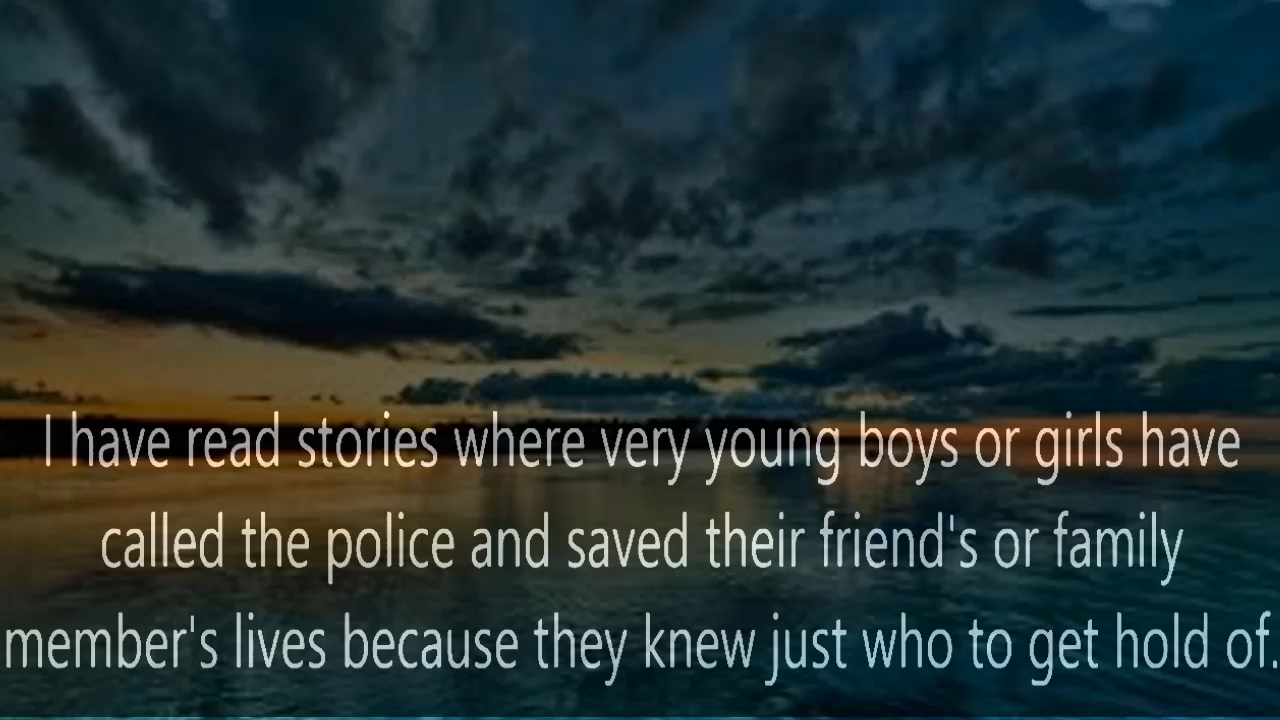 I have read stories where very young boys or girls have
called the police and saved their friend's or family
member's lives because they knew just who to get hold of.